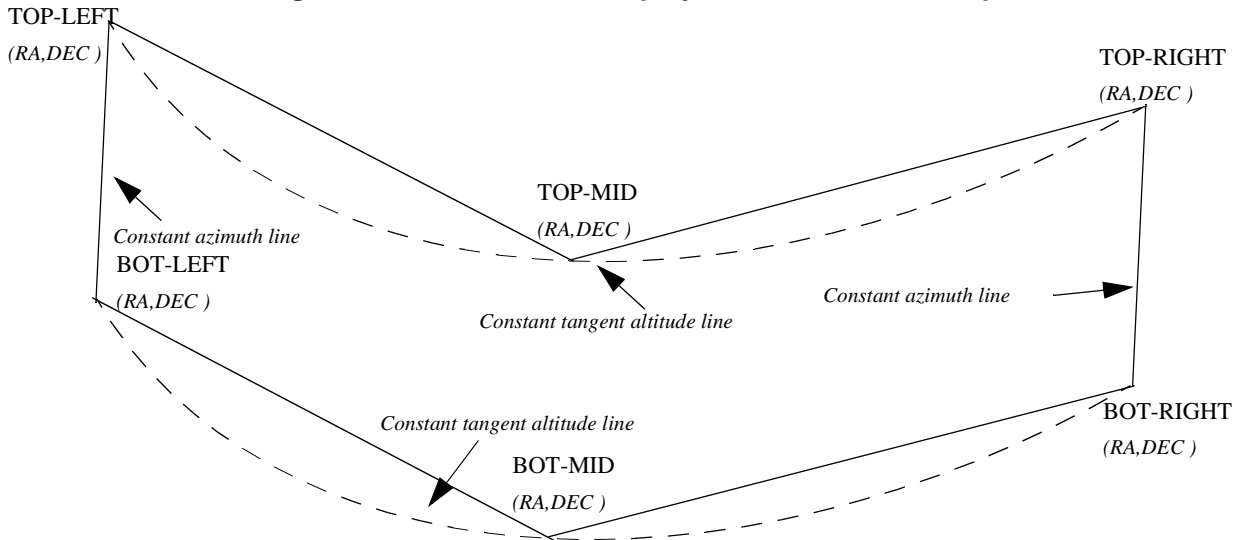 TOP-LEFT
(RA,DEC )
TOP-RIGHT
(RA,DEC )
TOP-MID
(RA,DEC )
Constant azimuth line
BOT-LEFT
(RA,DEC )
Constant azimuth line
Constant tangent altitude line
Constant tangent altitude line
BOT-RIGHT
(RA,DEC )
BOT-MID
(RA,DEC )